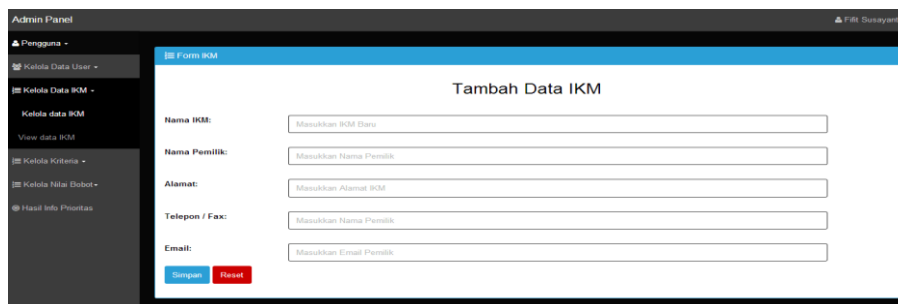 Admin Panel
Fifit Susayant
Pengguna
Kelola Data User
Kelola Data IKM
Kelola data IKM
View data IKM
Kelola Kriteria
Kelola Nilai Bobot
Hasil Info Prioritas
Form IKM
Tambah Data IKM
Nama IKM:
Masukkan IKM Baru
Nama Pemilik:
Masukkan Nama Pemilik
Alamat:
Masukkan Alamat IKM
Telepon / Fax:
Masukkan Nama Pemilik
Email:
Masukkan Email Pemilik
Simpan
Reset